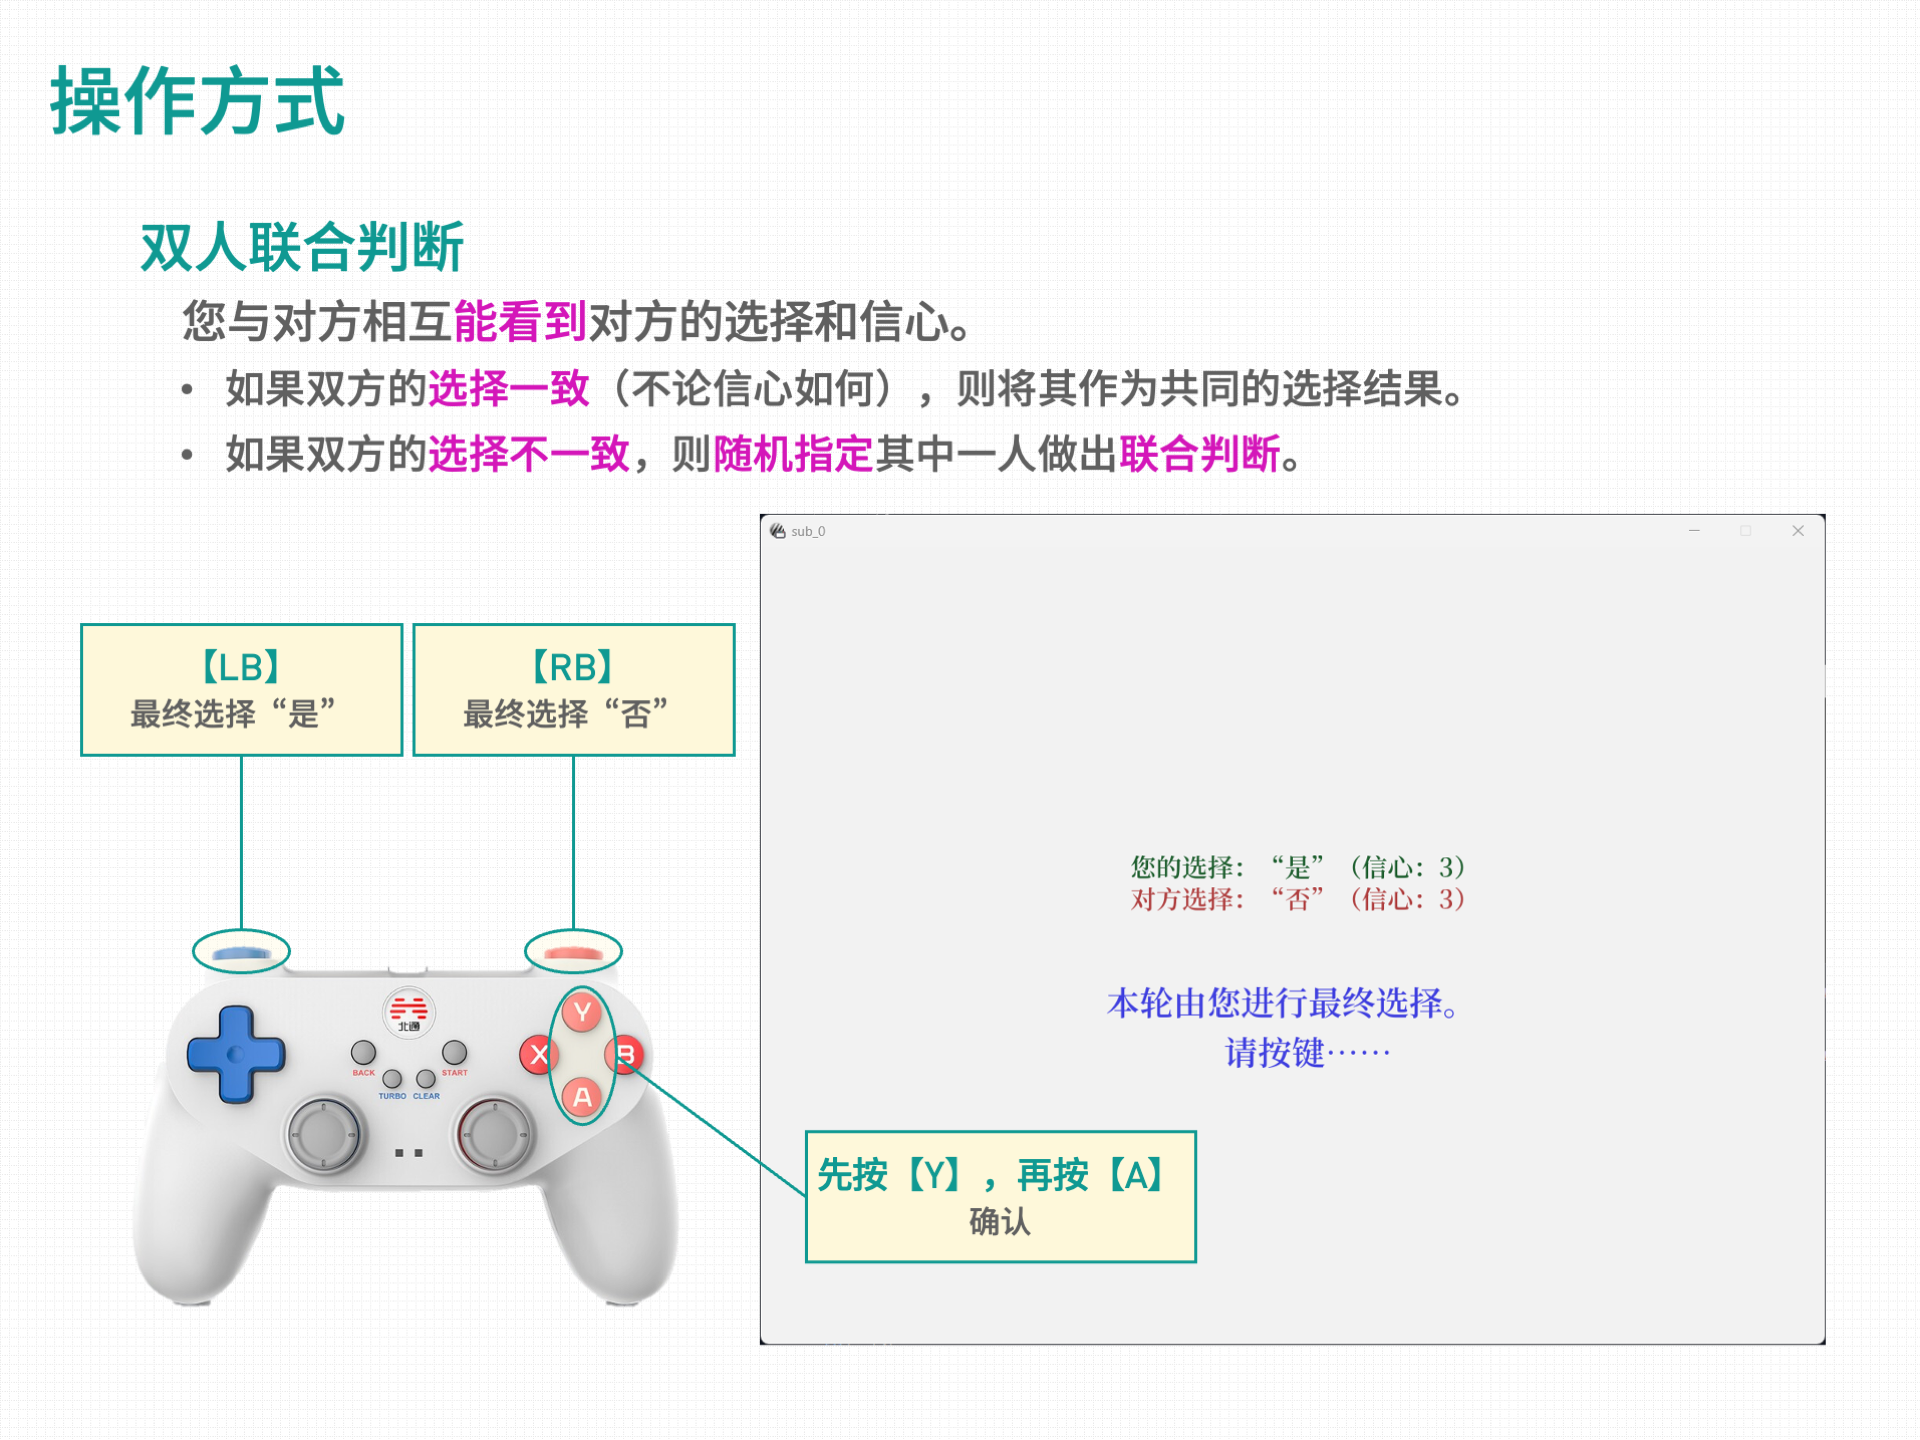 操作方式
双人联合判断
您与对方相互能看到对方的选择和信心。
• 如果双方的选择一致（不论信心如何），则将其作为共同的选择结果。
• 如果双方的选择不一致，则随机指定其中一人做出联合判断。
sub_0
【LB】
最终选择“是”
【RB】
最终选择“否”
您的选择：“是”（信心：3）
对方选择：“否”（信心：3）
本轮由您进行最终选择。
请按键……
北通
Y
X
B
A
BACK
START
TURBO CLEAR
先按【Y】，再按【A】
确认